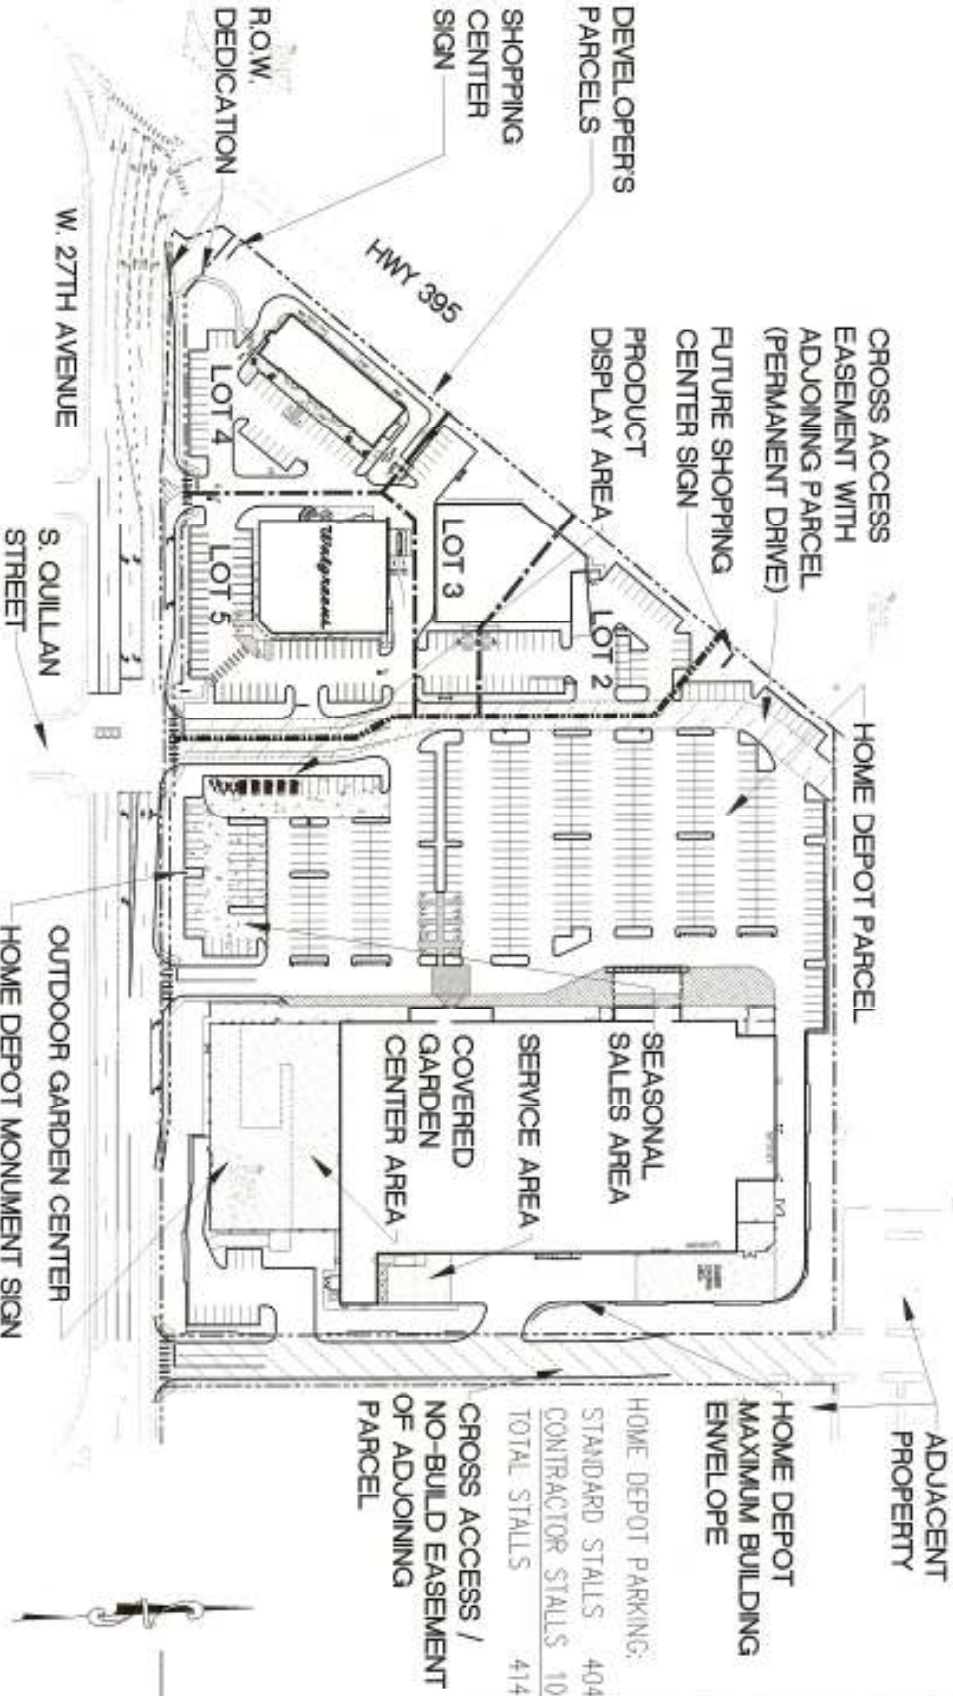 DEVELOPER'S
PARCELS
SHOPPING
CENTER
SIGN
R.O.W.
DEDICATION
HWY 395
W. 27TH AVENUE
CROSS ACCESS
EASEMENT WITH
ADJOINING PARCEL
(PERMANENT DRIVE)
FUTURE SHOPPING
CENTER SIGN
PRODUCT
DISPLAY AREA
LOT 4
LOT 3
LOT 2
LOT 5
Walgreens
S. QUILLAN
STREET
HOME DEPOT PARCEL
SEASONAL
SALES AREA
SERVICE AREA
COVERED
GARDEN
CENTER AREA
OUTDOOR GARDEN CENTER
HOME DEPOT MONUMENT SIGN
ADJACENT
PROPERTY
HOME DEPOT
MAXIMUM BUILDING
ENVELOPE
HOME DEPOT PARKING:
STANDARD STALLS 404
CONTRACTOR STALLS 10
TOTAL STALLS 414
CROSS ACCESS /
NO-BUILD EASEMENT
OF ADJOINING
PARCEL